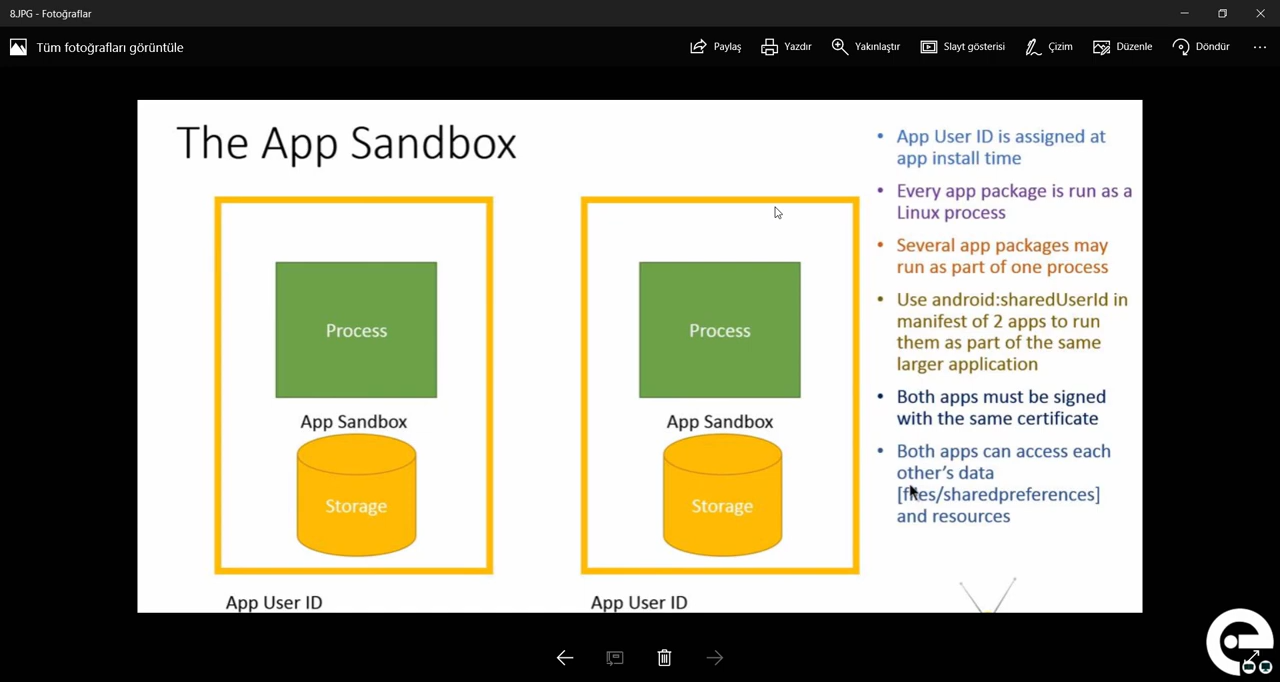 8.JPG - Fotoğraflar
Tüm fotoğrafları görüntüle
Paylaş
Yazdır
Yakınlaştır
Slayt gösterisi
Çizim
Düzenle
Döndür
The App Sandbox
Process
App Sandbox
Storage
App User ID
Process
App Sandbox
Storage
App User ID
• App User ID is assigned at
app install time
• Every app package is run as a
Linux process
• Several app packages may
run as part of one process
• Use android:sharedUserId in
manifest of 2 apps to run
them as part of the same
larger application
• Both apps must be signed
with the same certificate
• Both apps can access each
other's data
[files/sharedpreferences]
and resources